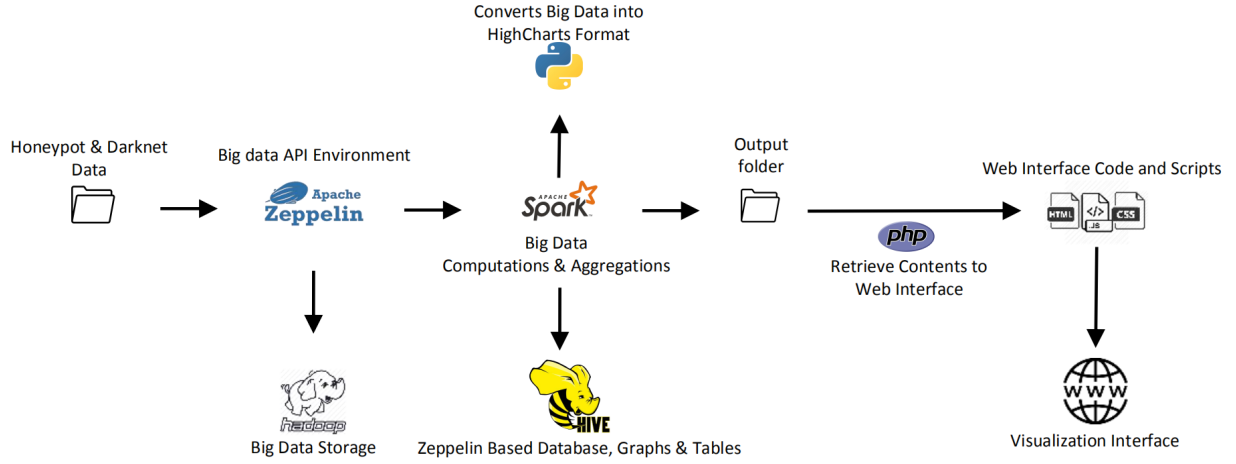 Converts Big Data into
HighCharts Format
Honeypot & Darknet
Data
Big data API Environment
Apache
Zeppelin
APACHE
Spark
Big Data
Computations & Aggregations
Output
folder
php
Retrieve Contents to
Web Interface
Web Interface Code and Scripts
HTML
</>
JS
CSS
hadoop
Big Data Storage
HIVE
Zeppelin Based Database, Graphs & Tables
WWW
Visualization Interface